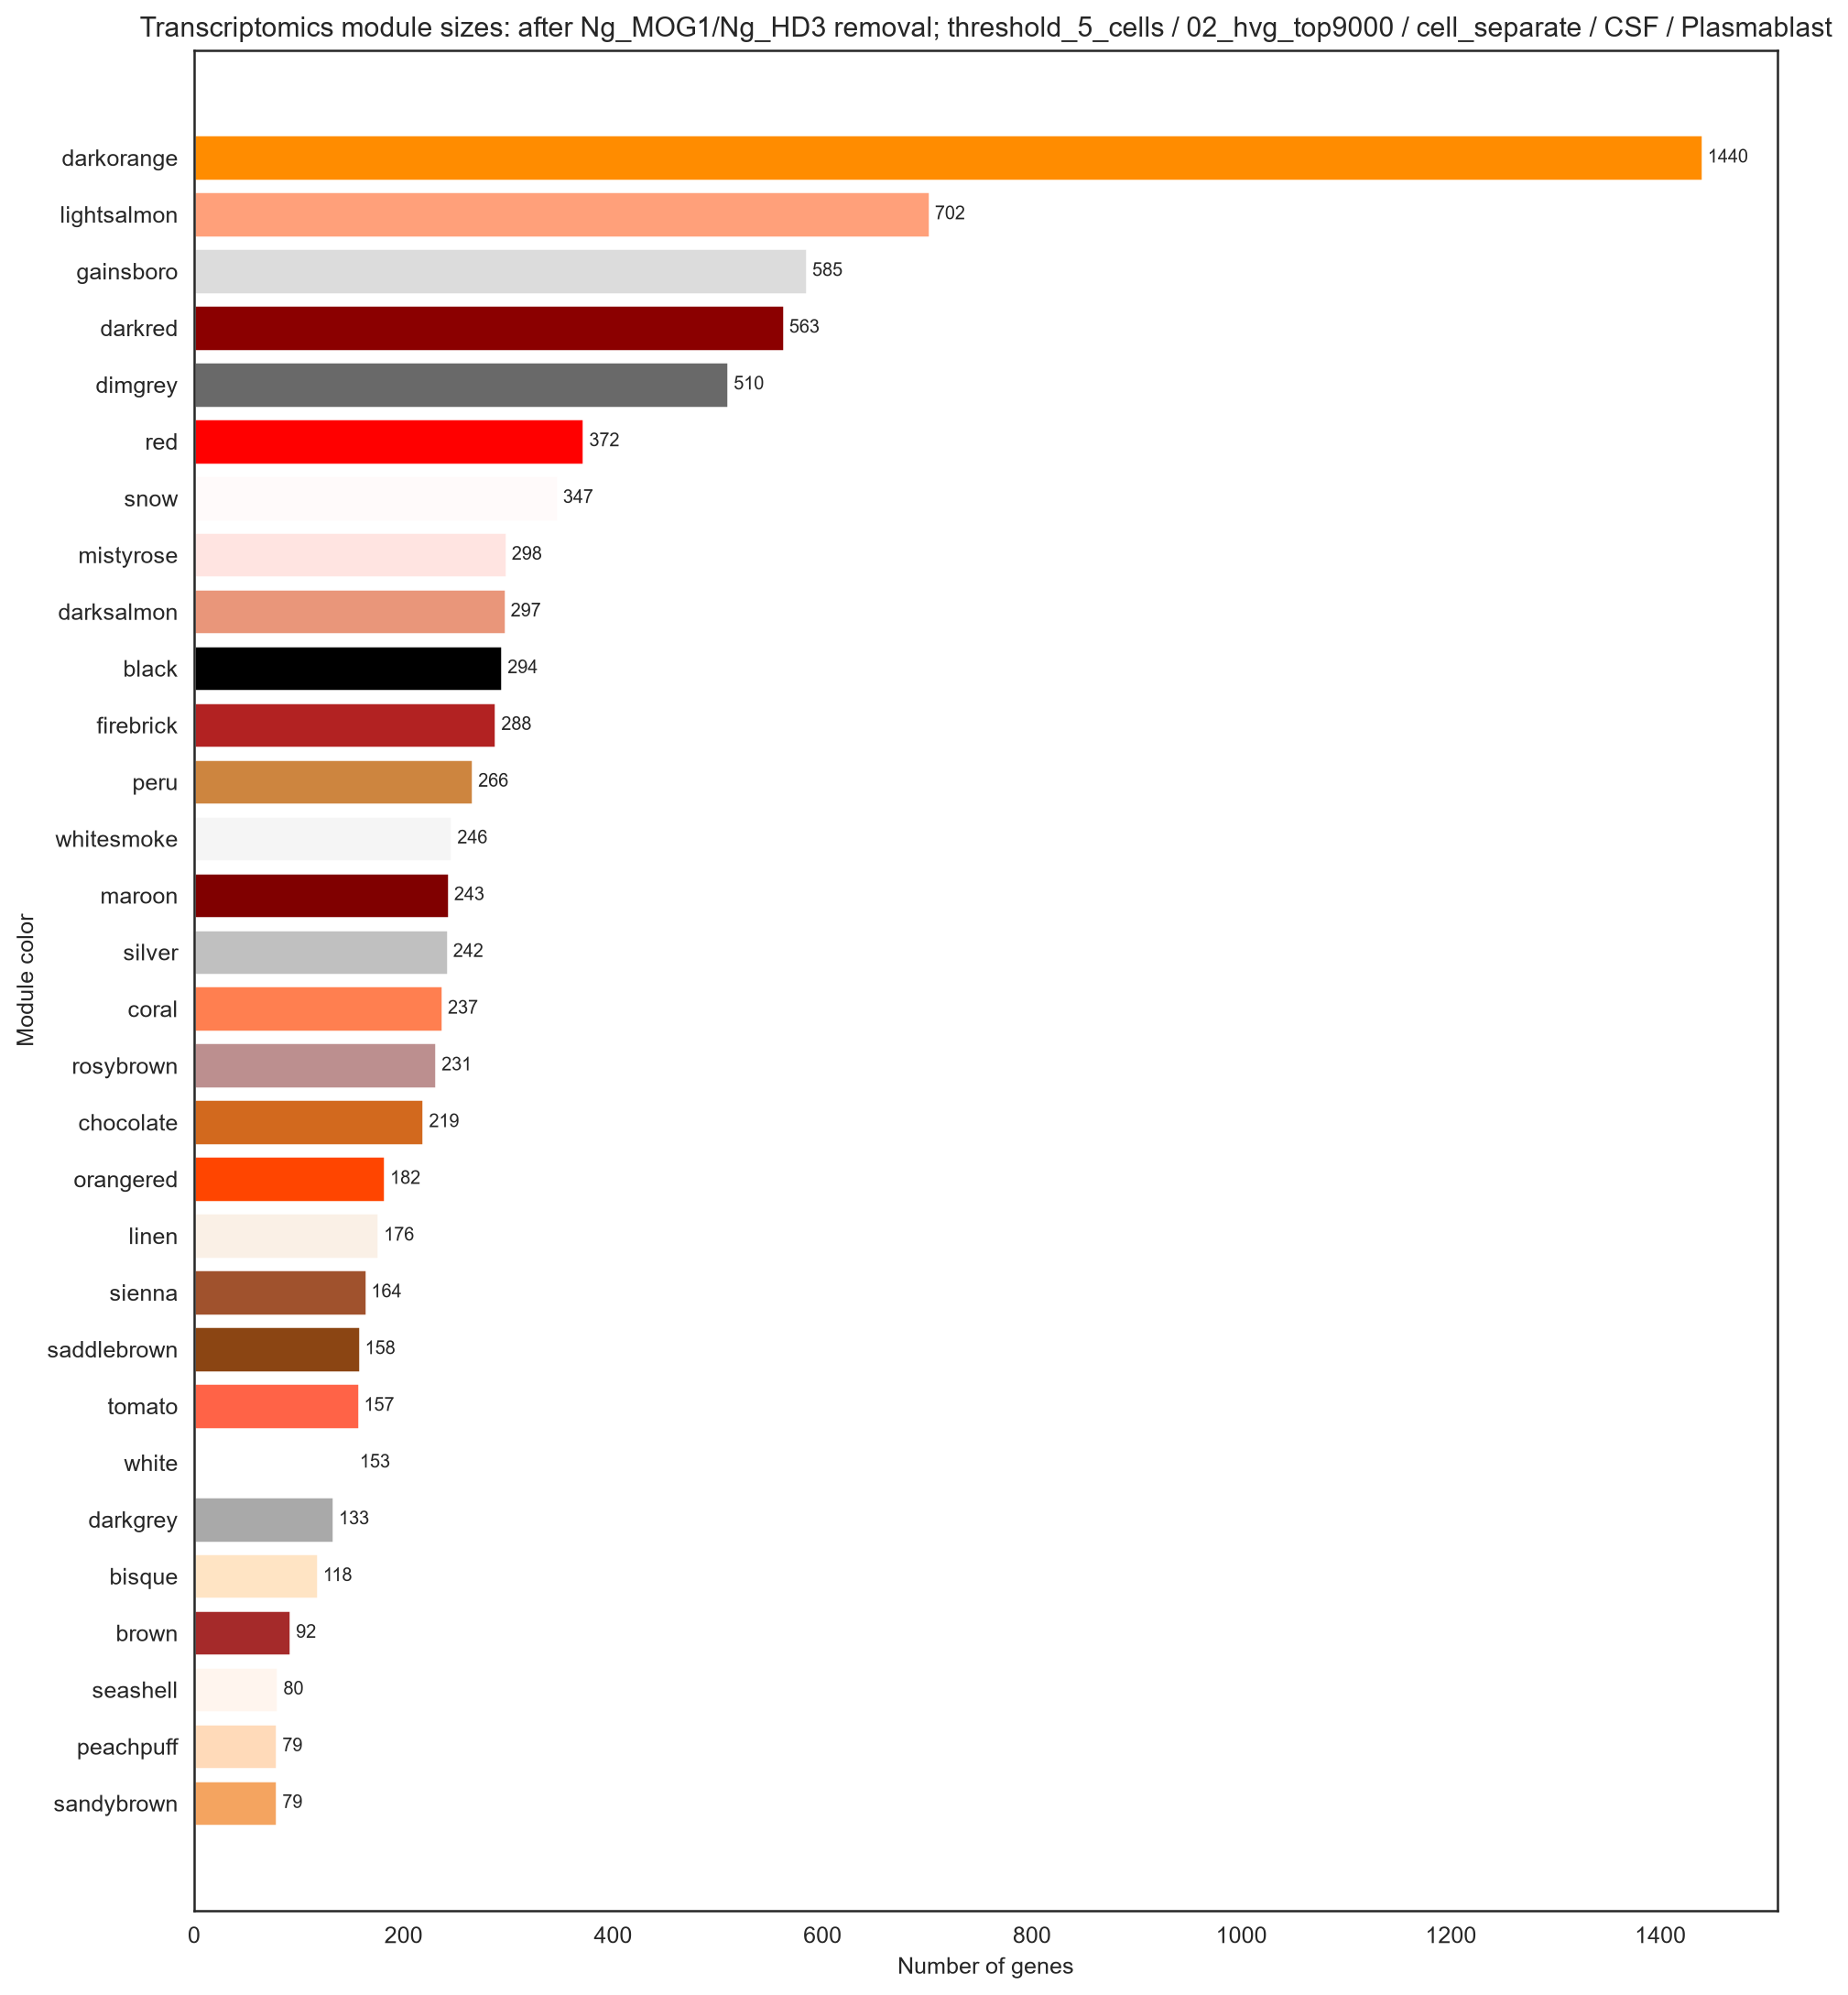 Transcriptomics module sizes: after Ng_MOG1/Ng_HD3 removal; threshold_5_cells / 02_hvg_top9000 / cell_separate / CSF / Plasmablast
darkorange 1440
lightsalmon 702
gainsboro 585
darkred 563
dimgrey 510
red 372
snow 347
mistyrose 298
darksalmon 297
black 294
firebrick 288
peru 266
whitesmoke 246
maroon 243
silver 242
coral 237
rosybrown 231
chocolate 219
orangered 182
linen 176
sienna 164
saddlebrown 158
tomato 157
white 153
darkgrey 133
bisque 118
brown 92
seashell 80
peachpuff 79
sandybrown 79
Module color
0 200 400 600 800 1000 1200 1400
Number of genes